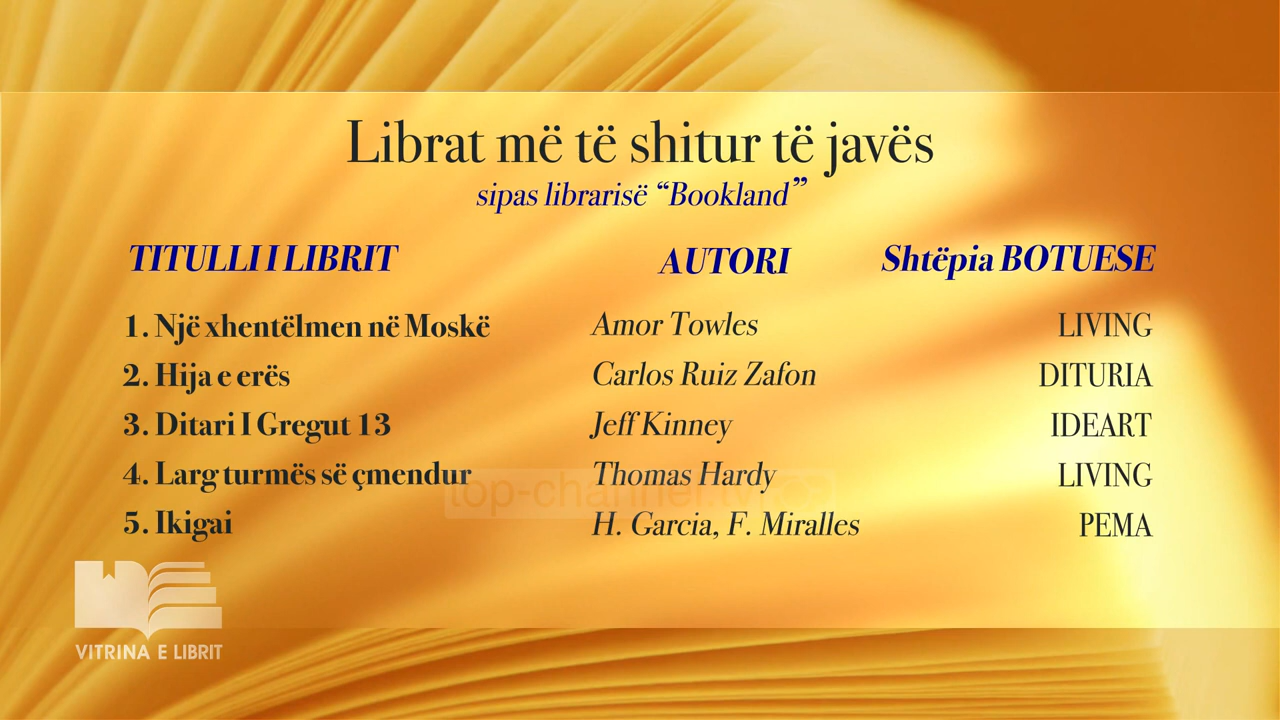 Librat më të shitur të javës
sipas librarisë “Bookland”
TITULLI I LIBRIT AUTORI Shtëpia BOTUESE
1. Një xhentëlmen në Moskë Amor Towles LIVING
2. Hija e erës Carlos Ruiz Zafon DITURIA
3. Ditari I Gregut 13 Jeff Kinney IDEART
4. Larg turmës së çmendur Thomas Hardy LIVING
top-channel.tv
5. Ikigai H. Garcia, F. Miralles PEMA
VITRINA E LIBRIT